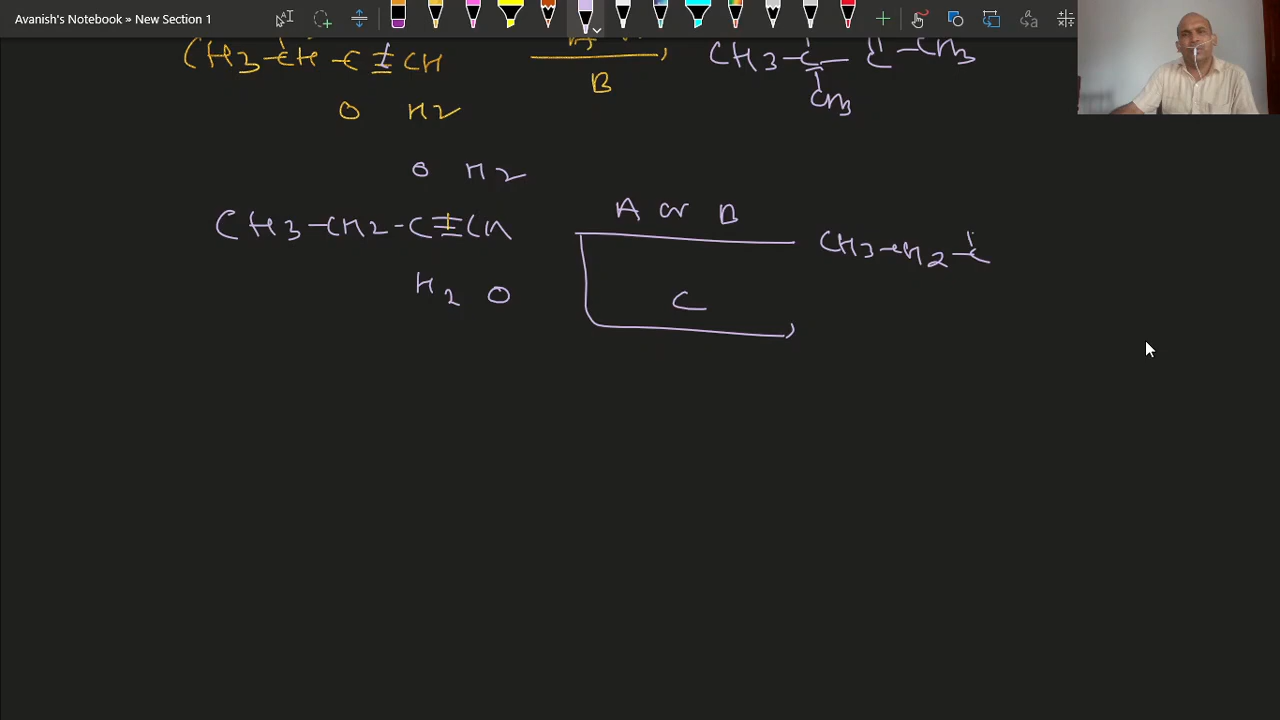 Avanish's Notebook » New Section 1
CH3-CH-C≡CH
B
CH3-C-C-CH3
CH3
O H2
O H2
CH3-CH2-C≡CH
A or B
CH3-CH2-C
H2 O
C